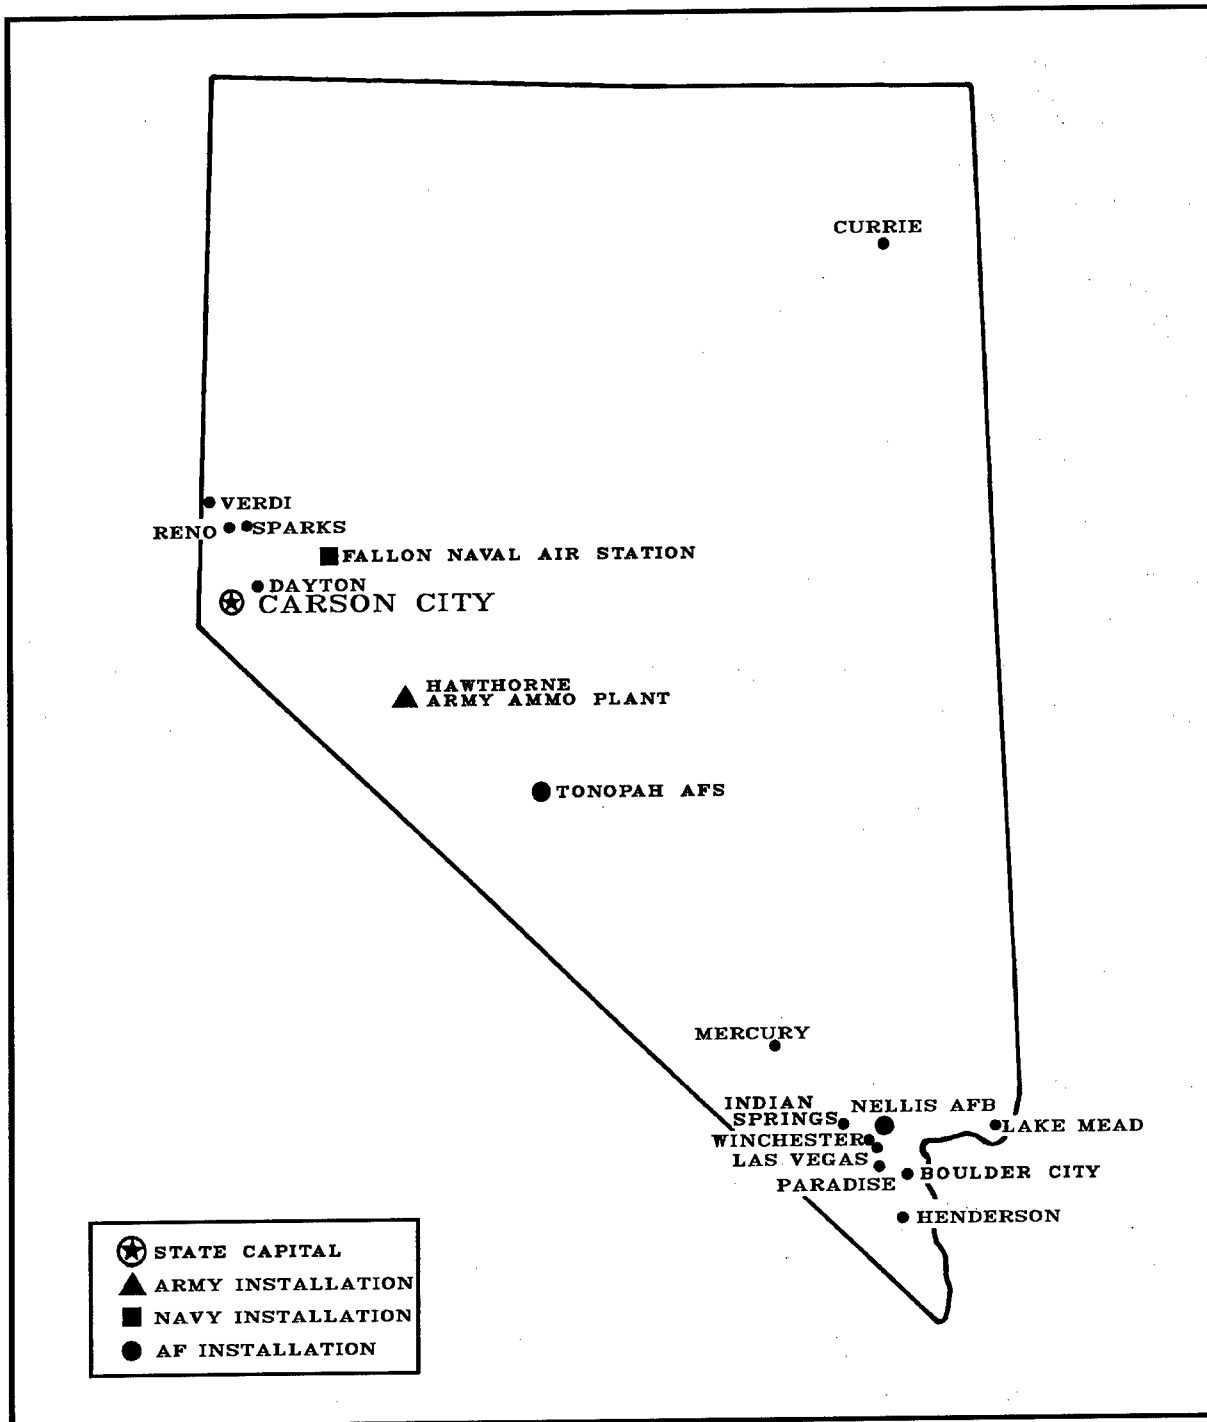 CURRIE
VERDI
RENO
SPARKS
FALLON NAVAL AIR STATION
DAYTON
CARSON CITY
HAWTHORNE
ARMY AMMO PLANT
TONOPAH AFS
MERCURY
INDIAN
SPRINGS
NELLIS AFB
LAKE MEAD
WINCHESTER
LAS VEGAS
BOULDER CITY
PARADISE
HENDERSON
STATE CAPITAL
ARMY INSTALLATION
NAVY INSTALLATION
AF INSTALLATION